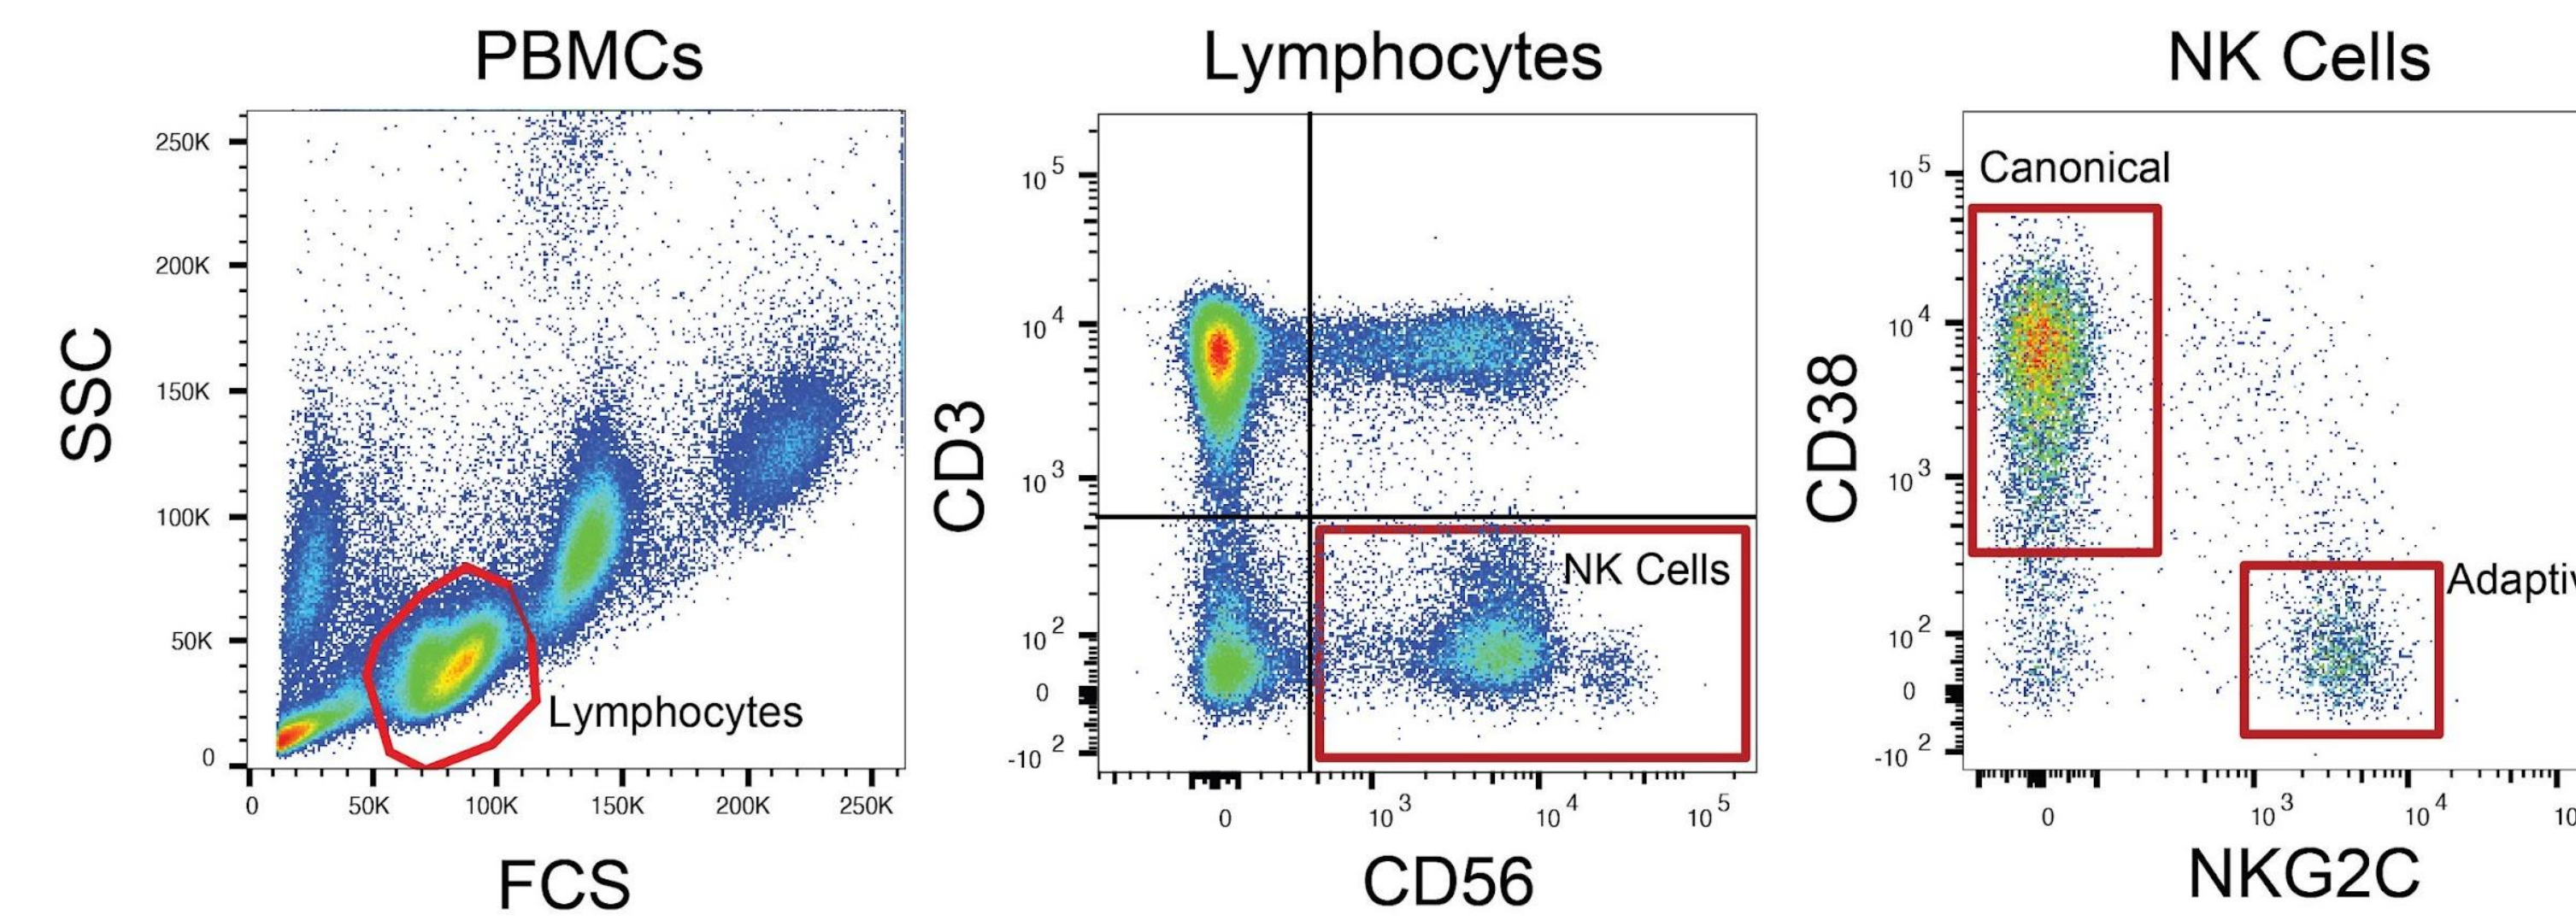 PBMCs
SSC
250K
200K
150K
100K
50K
0
Lymphocytes
0 50K 100K 150K 200K 250K
FCS
Lymphocytes
CD3
10 5
10 4
10 3
10 2
0
-10 2
NK Cells
0 10 3 10 4 10 5
CD56
NK Cells
CD38
10 5
10 4
10 3
10 2
0
-10 2
Canonical
Adaptiv
0 10 3 10 4 10
NKG2C